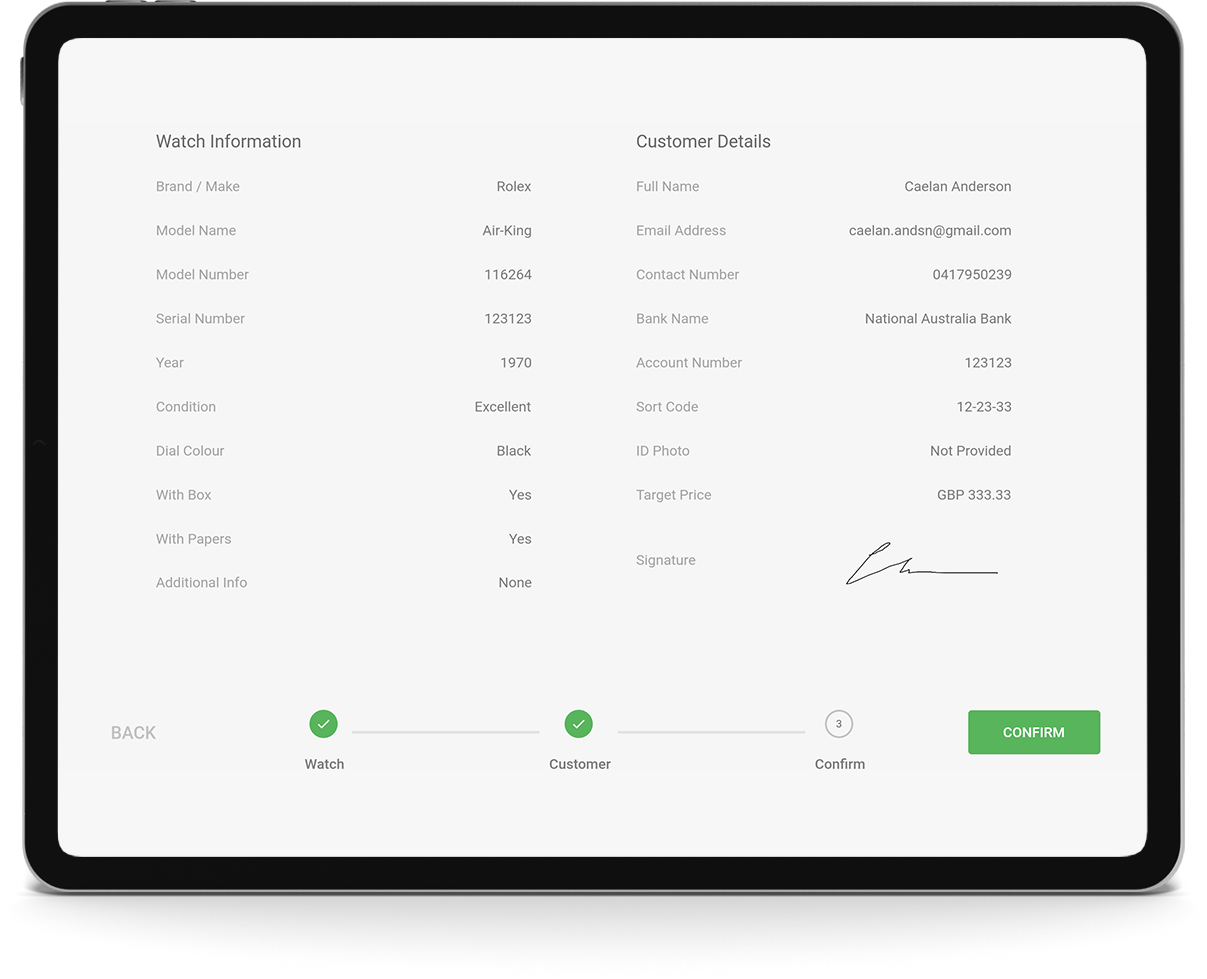 Watch Information
Brand / Make Rolex
Model Name Air-King
Model Number 116264
Serial Number 123123
Year 1970
Condition Excellent
Dial Colour Black
With Box Yes
With Papers Yes
Additional Info None
Customer Details
Full Name Caelan Anderson
Email Address caelan.andsn@gmail.com
Contact Number 0417950239
Bank Name National Australia Bank
Account Number 123123
Sort Code 12-23-33
ID Photo Not Provided
Target Price GBP 333.33
Signature
BACK
3
Watch
Customer
Confirm
CONFIRM